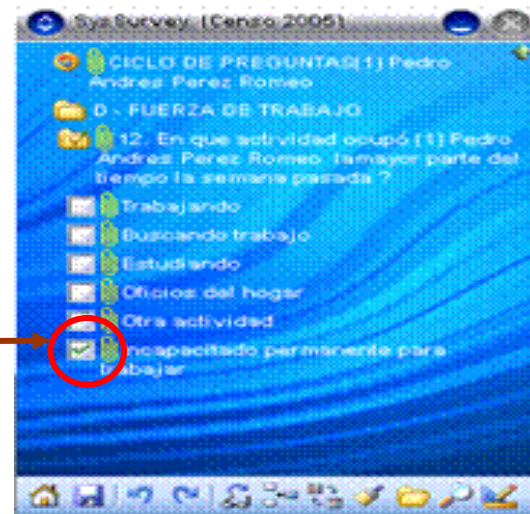 SysSurvey (Censo 2005)
CICLO DE PREGUNTAS(1) Pedro
Andres Perez Romeo
D - FUERZA DE TRABAJO
12. En que actividad ocupó (1) Pedro
Andres Perez Romeo lamayor parte del
tiempo la semana pasada ?
Trabajando
Buscando trabajo
Estudiando
Oficios del hogar
Otra actividad
Incapacitado permanente para
trabajar